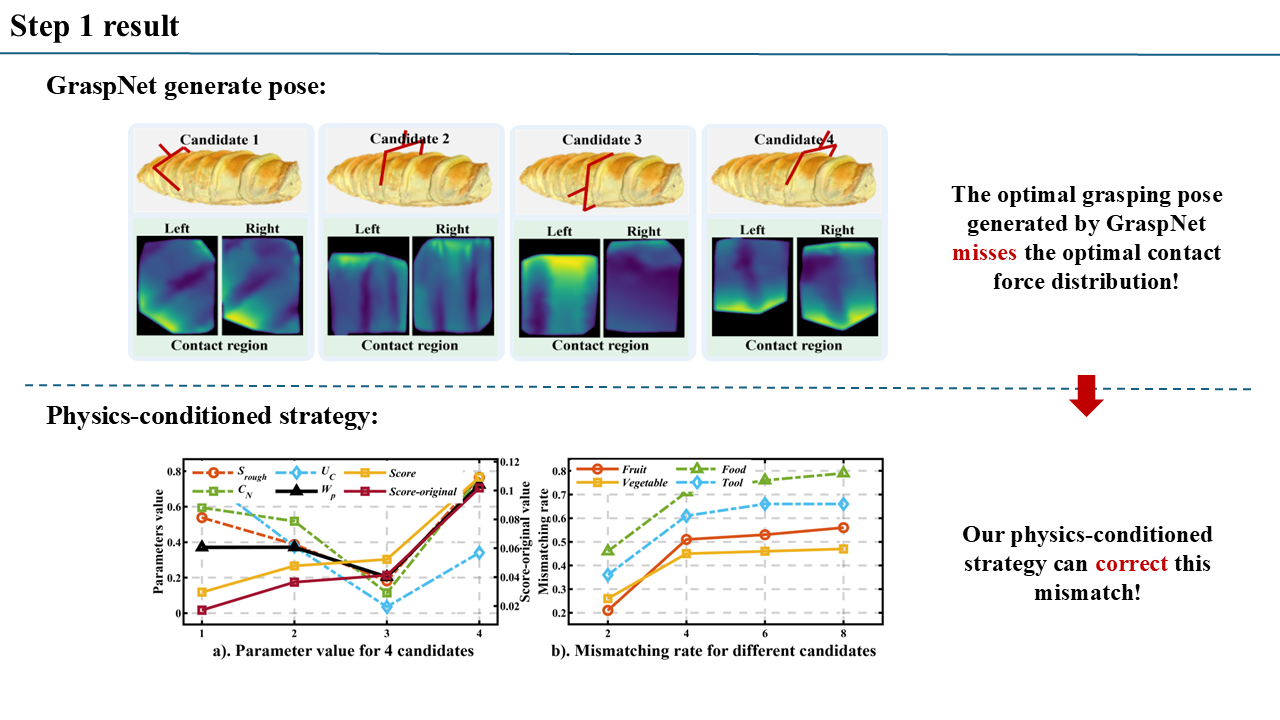 Step 1 result
GraspNet generate pose:
Candidate 1
Candidate 2
Candidate 3
Candidate 4
Left Right
Left Right
Left Right
Left Right
Contact region
Contact region
Contact region
Contact region
The optimal grasping pose
generated by GraspNet
misses the optimal contact
force distribution!
Physics-conditioned strategy:
Parameters value
0.8
0.6
0.4
0.2
0
S_rough
C_N
U_C
W_p
Score
Score-original
0.12
0.1
0.08
0.06
0.04
0.02
Score-original value
1 2 3 4
a). Parameter value for 4 candidates
Mismatching rate
0.8
0.7
0.6
0.5
0.4
0.3
0.2
Fruit
Vegetable
Food
Tool
2 4 6 8
b). Mismatching rate for different candidates
Our physics-conditioned
strategy can correct this
mismatch!